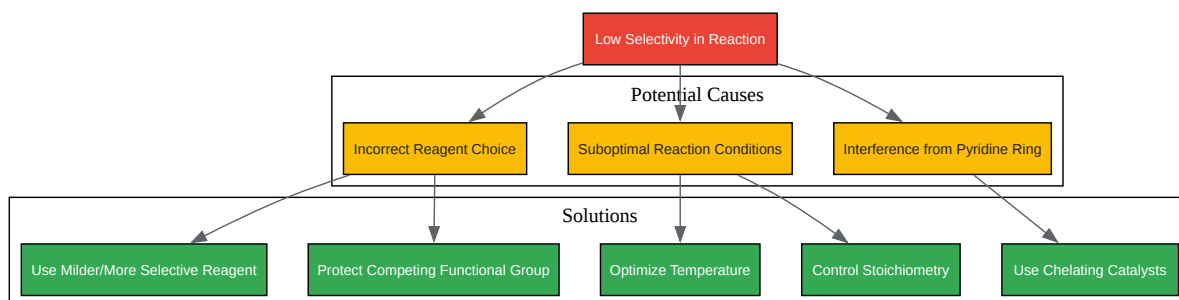 Low Selectivity in Reaction
Potential Causes
Incorrect Reagent Choice
Suboptimal Reaction Conditions
Interference from Pyridine Ring
Solutions
Use Milder/More Selective Reagent
Protect Competing Functional Group
Optimize Temperature
Control Stoichiometry
Use Chelating Catalysts